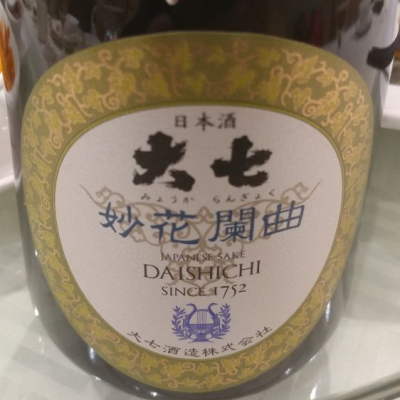 日本酒
大七
みょうか らんぎょく
妙花闌曲
JAPANESE SAKE
DAISHICHI
SINCE 1752
大七酒造株式会社